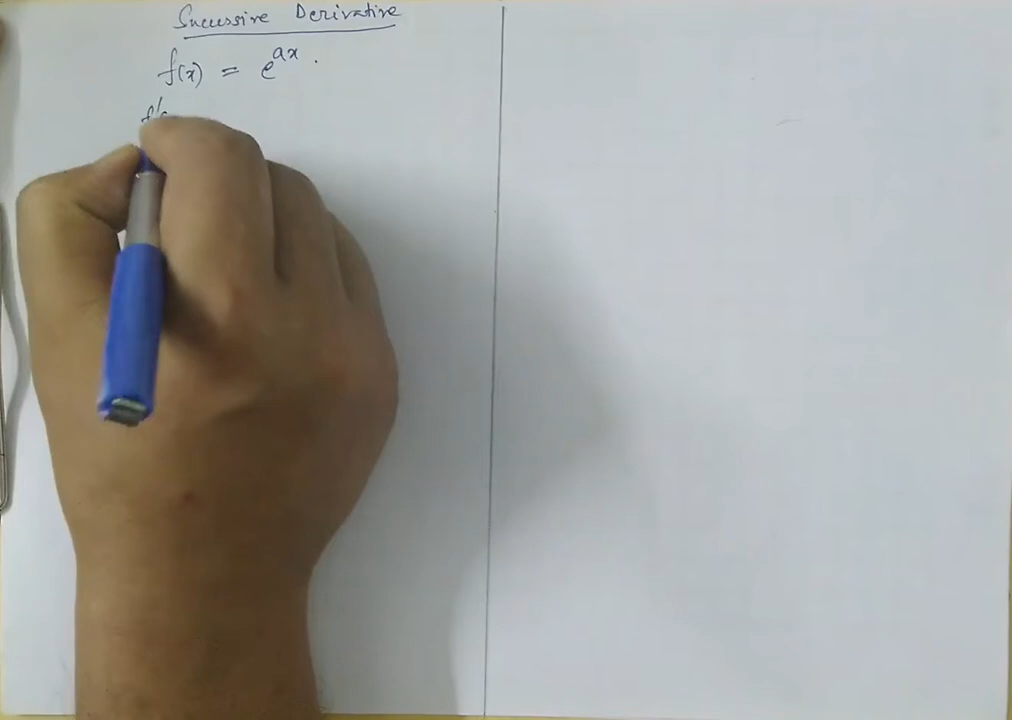 Successive Derivative
f(x) = e^{ax}.
f'(